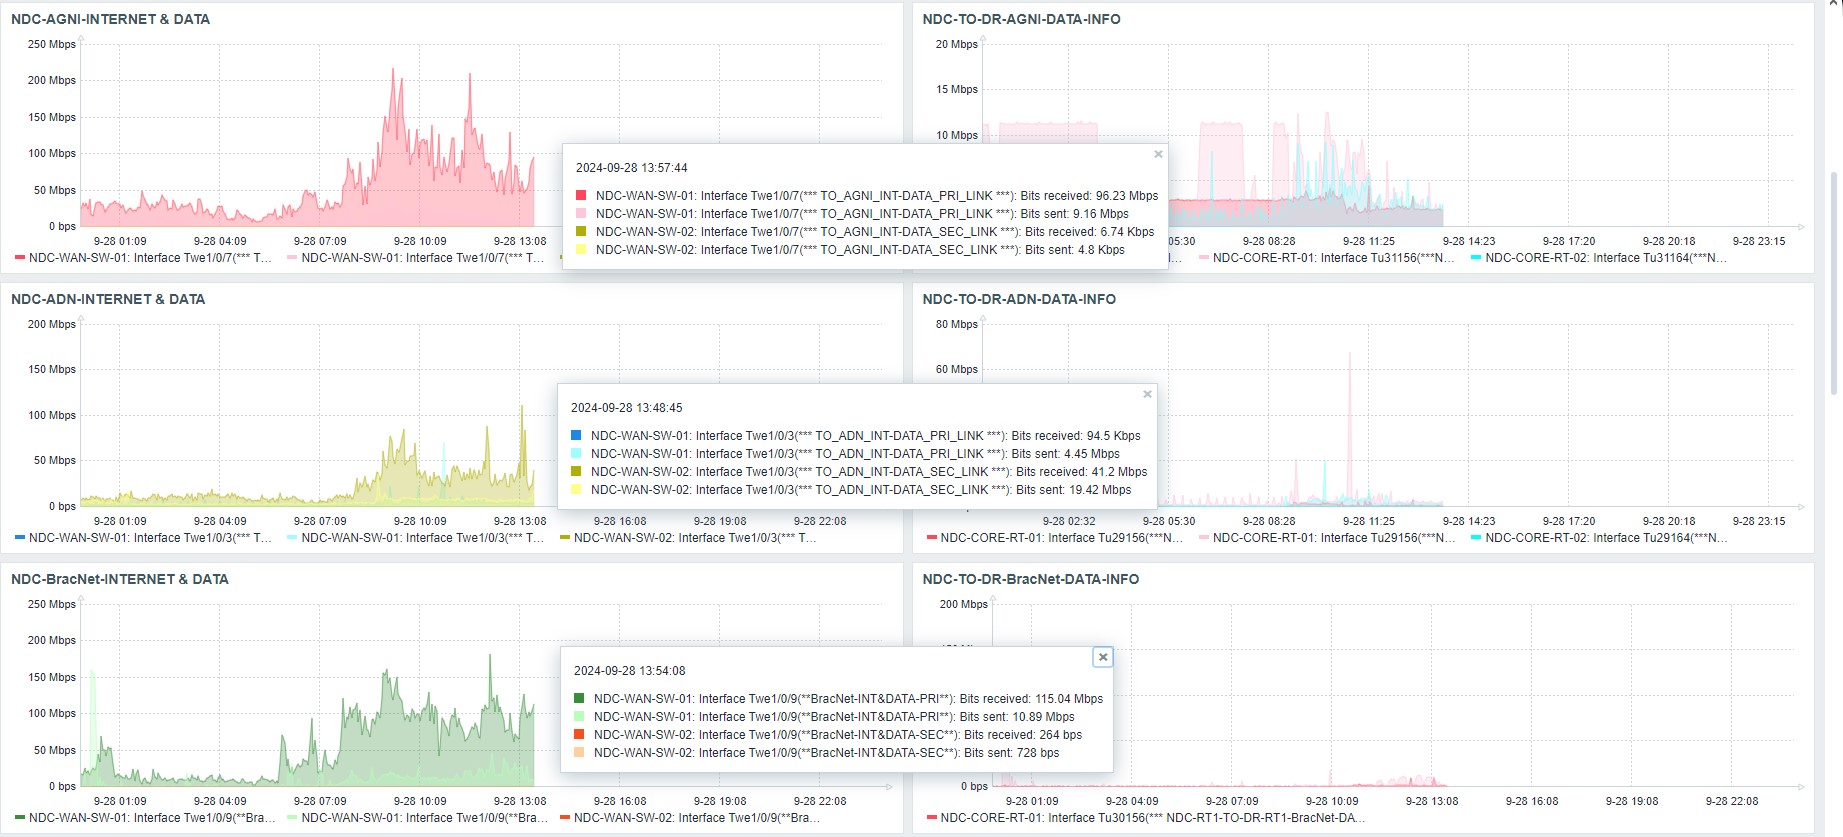 NDC-AGNI-INTERNET & DATA
250 Mbps
200 Mbps
150 Mbps
100 Mbps
50 Mbps
0 bps
9-28 01:09 9-28 04:09 9-28 07:09 9-28 10:09 9-28 13:08
NDC-WAN-SW-01: Interface Twe1/0/7(*** T... NDC-WAN-SW-01: Interface Twe1/0/7(*** T...
2024-09-28 13:57:44
NDC-WAN-SW-01: Interface Twe1/0/7(*** TO_AGNI_INT-DATA_PRI_LINK ***): Bits received: 96.23 Mbps
NDC-WAN-SW-01: Interface Twe1/0/7(*** TO_AGNI_INT-DATA_PRI_LINK ***): Bits sent: 9.16 Mbps
NDC-WAN-SW-02: Interface Twe1/0/7(*** TO_AGNI_INT-DATA_SEC_LINK ***): Bits received: 6.74 Kbps
NDC-WAN-SW-02: Interface Twe1/0/7(*** TO_AGNI_INT-DATA_SEC_LINK ***): Bits sent: 4.8 Kbps
NDC-TO-DR-AGNI-DATA-INFO
20 Mbps
15 Mbps
10 Mbps
05:30 9-28 08:28 9-28 11:25 9-28 14:23 9-28 17:20 9-28 20:18 9-28 23:15
NDC-CORE-RT-01: Interface Tu31156(***N... NDC-CORE-RT-02: Interface Tu31164(***N...
NDC-ADN-INTERNET & DATA
200 Mbps
150 Mbps
100 Mbps
50 Mbps
0 bps
9-28 01:09 9-28 04:09 9-28 07:09 9-28 10:09 9-28 13:08 9-28 16:08 9-28 19:08 9-28 22:08
NDC-WAN-SW-01: Interface Twe1/0/3(*** T... NDC-WAN-SW-01: Interface Twe1/0/3(*** T... NDC-WAN-SW-02: Interface Twe1/0/3(*** T...
2024-09-28 13:48:45
NDC-WAN-SW-01: Interface Twe1/0/3(*** TO_ADN_INT-DATA_PRI_LINK ***): Bits received: 94.5 Kbps
NDC-WAN-SW-01: Interface Twe1/0/3(*** TO_ADN_INT-DATA_PRI_LINK ***): Bits sent: 4.45 Mbps
NDC-WAN-SW-02: Interface Twe1/0/3(*** TO_ADN_INT-DATA_SEC_LINK ***): Bits received: 41.2 Mbps
NDC-WAN-SW-02: Interface Twe1/0/3(*** TO_ADN_INT-DATA_SEC_LINK ***): Bits sent: 19.42 Mbps
NDC-TO-DR-ADN-DATA-INFO
80 Mbps
60 Mbps
9-28 02:32 9-28 05:30 9-28 08:28 9-28 11:25 9-28 14:23 9-28 17:20 9-28 20:18 9-28 23:15
NDC-CORE-RT-01: Interface Tu29156(***N... NDC-CORE-RT-01: Interface Tu29156(***N... NDC-CORE-RT-02: Interface Tu29164(***N...
NDC-BracNet-INTERNET & DATA
250 Mbps
200 Mbps
150 Mbps
100 Mbps
50 Mbps
0 bps
9-28 01:09 9-28 04:09 9-28 07:09 9-28 10:09 9-28 13:08 9-28 16:08 9-28 19:08 9-28 22:08
NDC-WAN-SW-01: Interface Twe1/0/9(**Bra... NDC-WAN-SW-01: Interface Twe1/0/9(**Bra... NDC-WAN-SW-02: Interface Twe1/0/9(**Bra...
2024-09-28 13:54:08
NDC-WAN-SW-01: Interface Twe1/0/9(**BracNet-INT&DATA-PRI**): Bits received: 115.04 Mbps
NDC-WAN-SW-01: Interface Twe1/0/9(**BracNet-INT&DATA-PRI**): Bits sent: 10.89 Mbps
NDC-WAN-SW-02: Interface Twe1/0/9(**BracNet-INT&DATA-SEC**): Bits received: 264 bps
NDC-WAN-SW-02: Interface Twe1/0/9(**BracNet-INT&DATA-SEC**): Bits sent: 728 bps
NDC-TO-DR-BracNet-DATA-INFO
200 Mbps
0 bps
9-28 01:09 9-28 04:09 9-28 07:09 9-28 10:09 9-28 13:08 9-28 16:08 9-28 19:08 9-28 22:08
NDC-CORE-RT-01: Interface Tu30156(*** NDC-RT1-TO-DR-RT1-BracNet-DA...